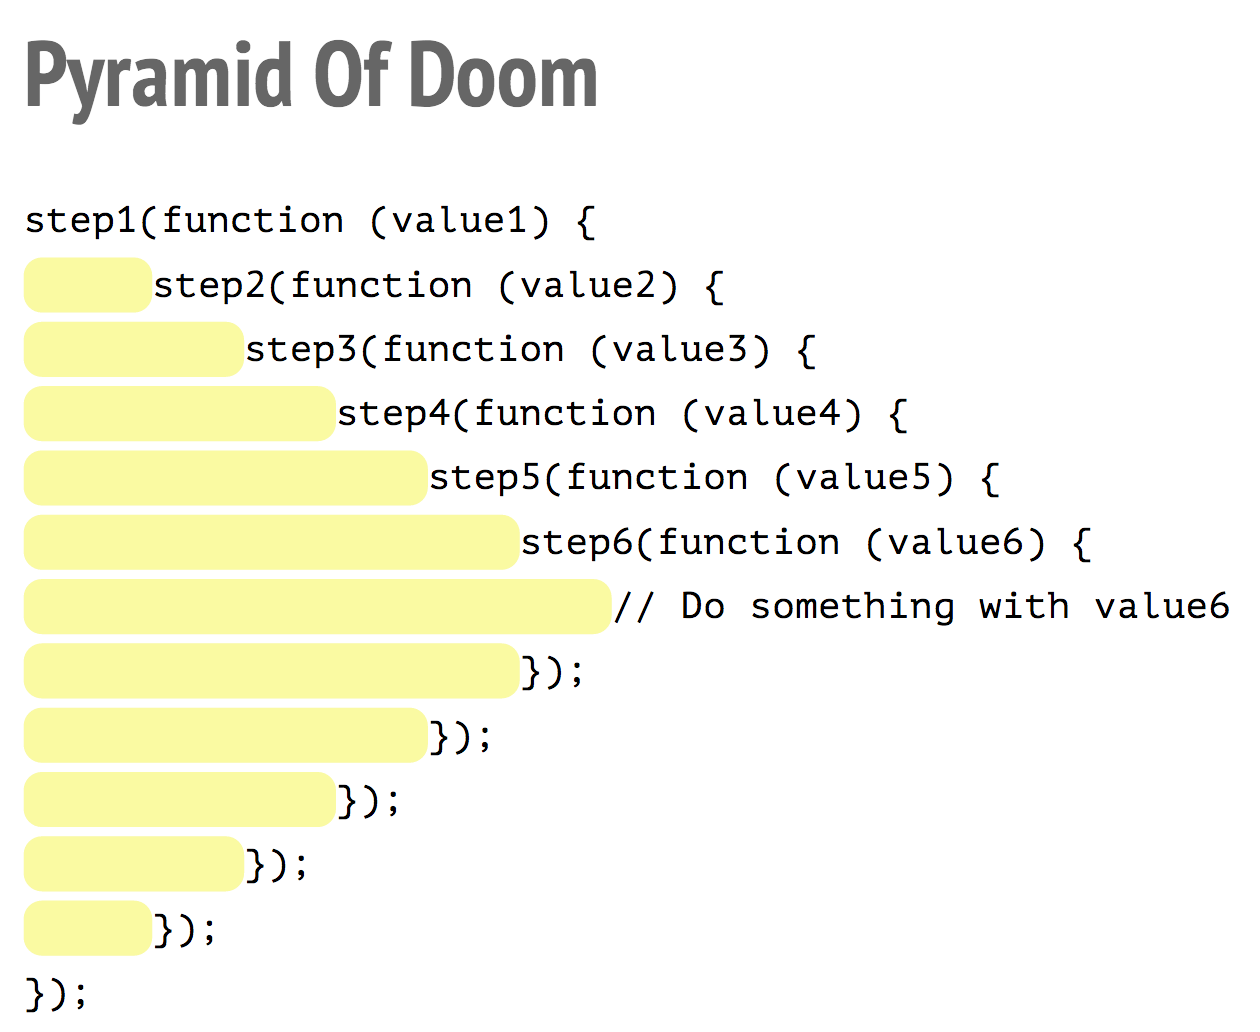 Pyramid Of Doom
step1(function (value1) {
step2(function (value2) {
step3(function (value3) {
step4(function (value4) {
step5(function (value5) {
step6(function (value6) {
// Do something with value6
});
});
});
});
});
});